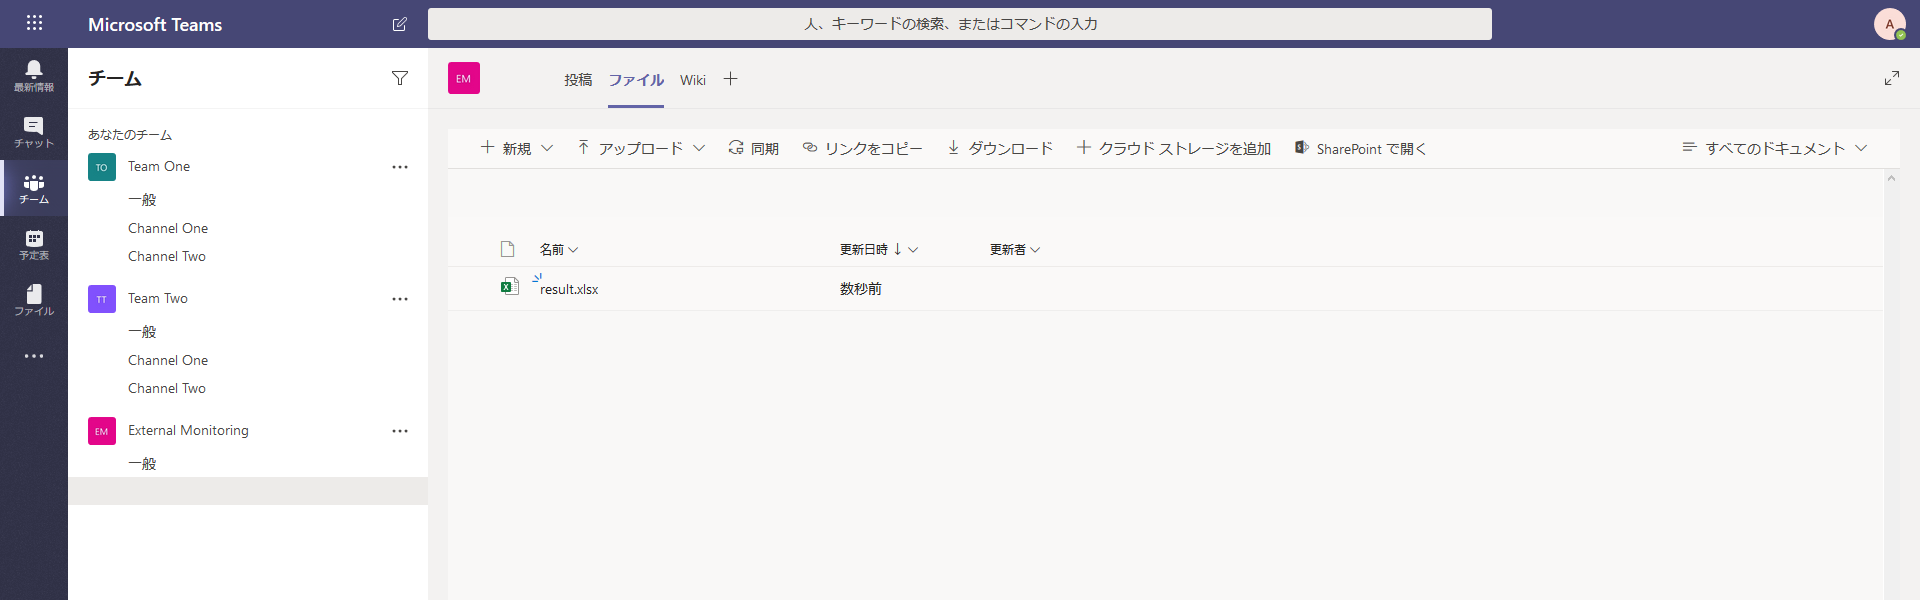 Microsoft Teams
人、キーワードの検索、またはコマンドの入力
A
最新情報
チャット
チーム
予定表
ファイル
チーム
あなたのチーム
TO Team One
一般
Channel One
Channel Two
TT Team Two
一般
Channel One
Channel Two
EM External Monitoring
一般
EM 投稿 ファイル Wiki
新規 アップロード 同期 リンクをコピー ダウンロード クラウド ストレージを追加 SharePoint で開く すべてのドキュメント
名前 更新日時 更新者
result.xlsx 数秒前